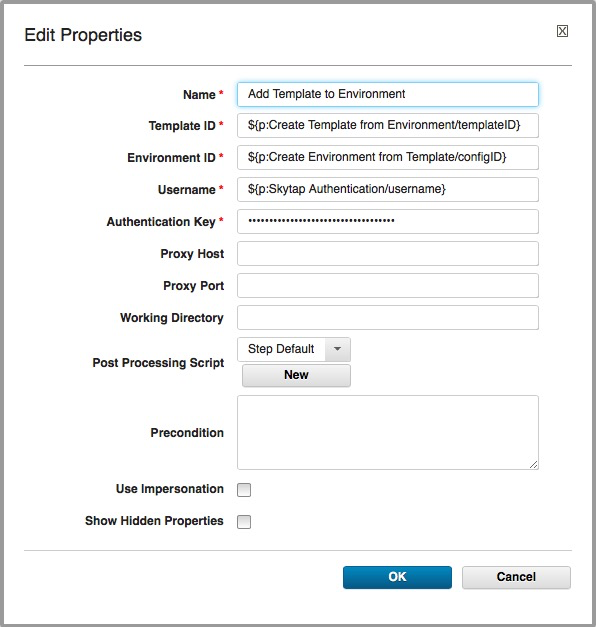 Edit Properties
Name * Add Template to Environment
Template ID * ${p:Create Template from Environment/templateID}
Environment ID * ${p:Create Environment from Template/configID}
Username * ${p:Skytap Authentication/username}
Authentication Key * ••••••••••••••••••••••••••••••••••
Proxy Host
Proxy Port
Working Directory
Step Default
Post Processing Script
New
Precondition
Use Impersonation
Show Hidden Properties
OK Cancel